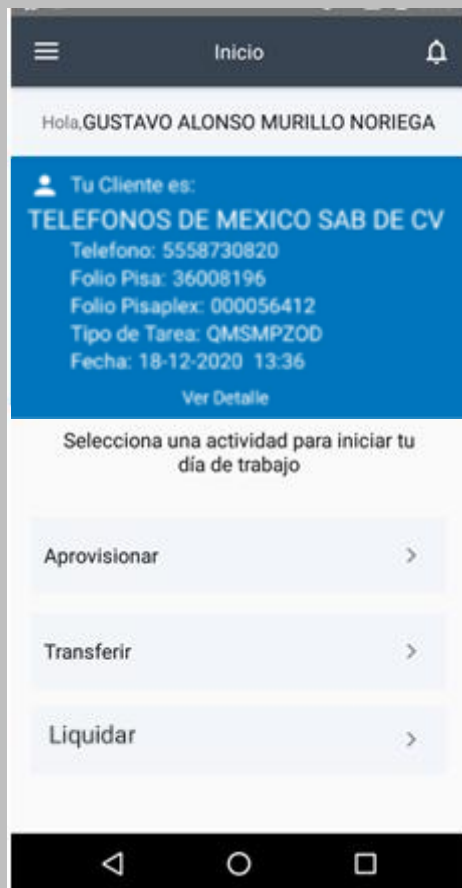 Inicio
Hola,GUSTAVO ALONSO MURILLO NORIEGA
Tu Cliente es:
TELEFONOS DE MEXICO SAB DE CV
Telefono: 5558730820
Folio Pisa: 36008196
Folio Pisaplex: 000056412
Tipo de Tarea: QMSMPZOD
Fecha: 18-12-2020 13:36
Ver Detalle
Selecciona una actividad para iniciar tu
día de trabajo
Aprovisionar
Transferir
Liquidar